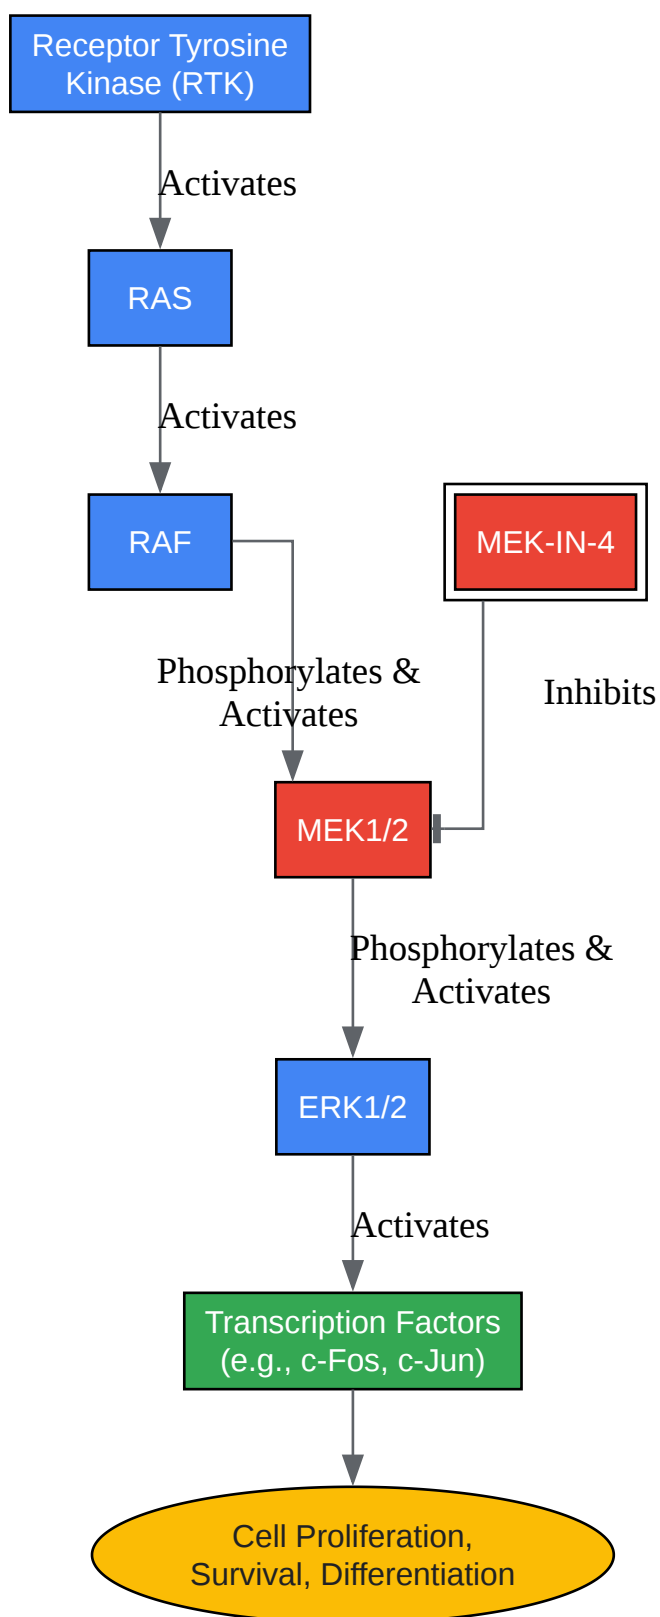 Receptor Tyrosine
Kinase (RTK)
Activates
RAS
Activates
RAF
MEK-IN-4
Phosphorylates &
Activates
Inhibits
MEK1/2
Phosphorylates &
Activates
ERK1/2
Activates
Transcription Factors
(e.g., c-Fos, c-Jun)
Cell Proliferation,
Survival, Differentiation